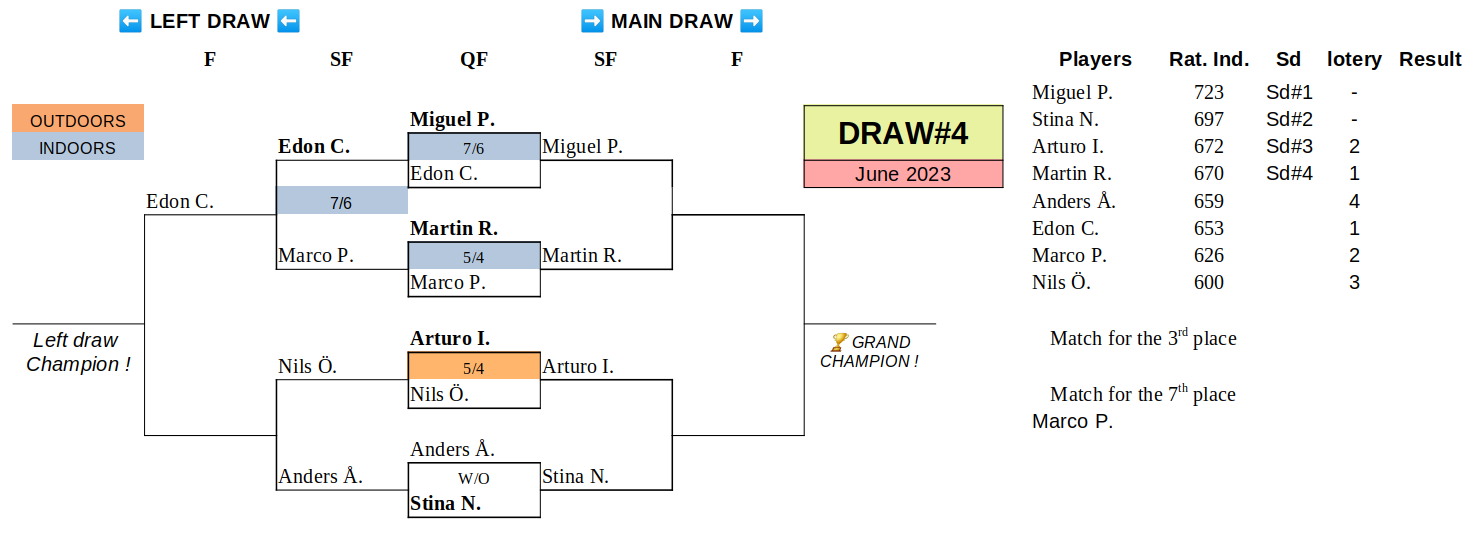 ⬅ LEFT DRAW ⬅
➡ MAIN DRAW ➡
F SF QF SF F
Players Rat. Ind. Sd lotery Result
OUTDOORS
INDOORS
Miguel P.
Edon C. 7/6 Miguel P.
Edon C.
Edon C. 7/6
Martin R.
Marco P. 5/4 Martin R.
Marco P.
Left draw
Champion !
Arturo I.
Nils Ö. 5/4 Arturo I.
Nils Ö.
Anders Å.
Anders Å. W/O Stina N.
Stina N.
DRAW#4
June 2023
🏆 GRAND
CHAMPION !
Miguel P. 723 Sd#1 -
Stina N. 697 Sd#2 -
Arturo I. 672 Sd#3 2
Martin R. 670 Sd#4 1
Anders Å. 659 4
Edon C. 653 1
Marco P. 626 2
Nils Ö. 600 3
Match for the 3rd place
Match for the 7th place
Marco P.